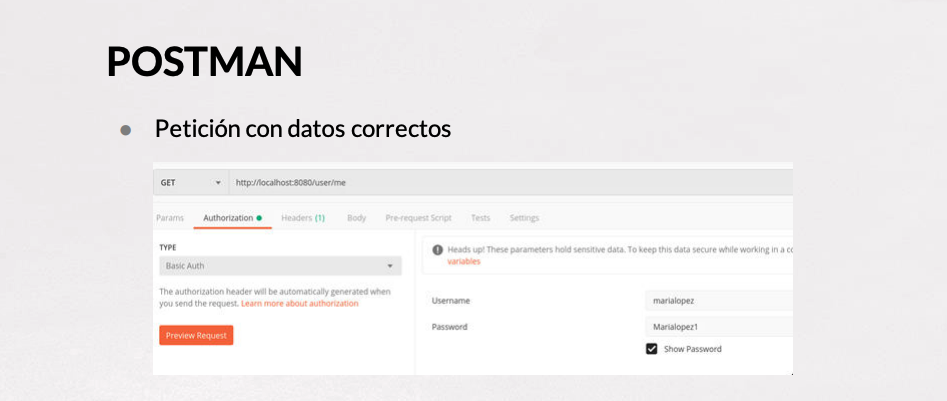 POSTMAN
Petición con datos correctos
GET
http://localhost:8080/user/me
Params Authorization Headers (1) Body Pre-request Script Tests Settings
TYPE
Basic Auth
The authorization header will be automatically generated when
you send the request. Learn more about authorization
Preview Request
Heads up! These parameters hold sensitive data. To keep this data secure while working in a
variables
Username
marialopez
Password
Marialopez1
Show Password